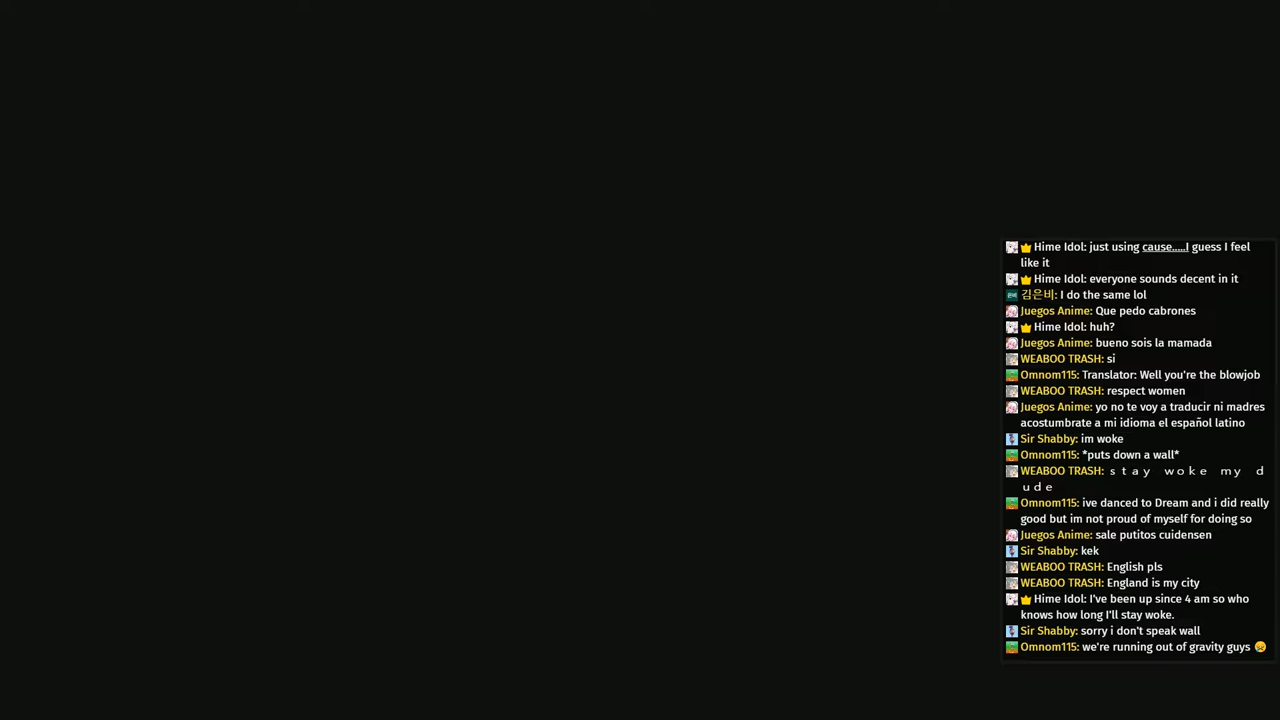 Hime Idol: just using cause.....I guess I feel
like it
Hime Idol: everyone sounds decent in it
김은비: I do the same lol
Juegos Anime: Que pedo cabrones
Hime Idol: huh?
Juegos Anime: bueno sois la mamada
WEABOO TRASH: si
Omnom115: Translator: Well you're the blowjob
WEABOO TRASH: respect women
Juegos Anime: yo no te voy a traducir ni madres
acostumbrate a mi idioma el español latino
Sir Shabby: im woke
Omnom115: *puts down a wall*
WEABOO TRASH: ｓｔａｙ ｗｏｋｅ ｍｙ ｄ
ｕｄｅ
Omnom115: ive danced to Dream and i did really
good but im not proud of myself for doing so
Juegos Anime: sale putitos cuidensen
Sir Shabby: kek
WEABOO TRASH: English pls
WEABOO TRASH: England is my city
Hime Idol: I've been up since 4 am so who
knows how long I'll stay woke.
Sir Shabby: sorry i don't speak wall
Omnom115: we're running out of gravity guys 😢